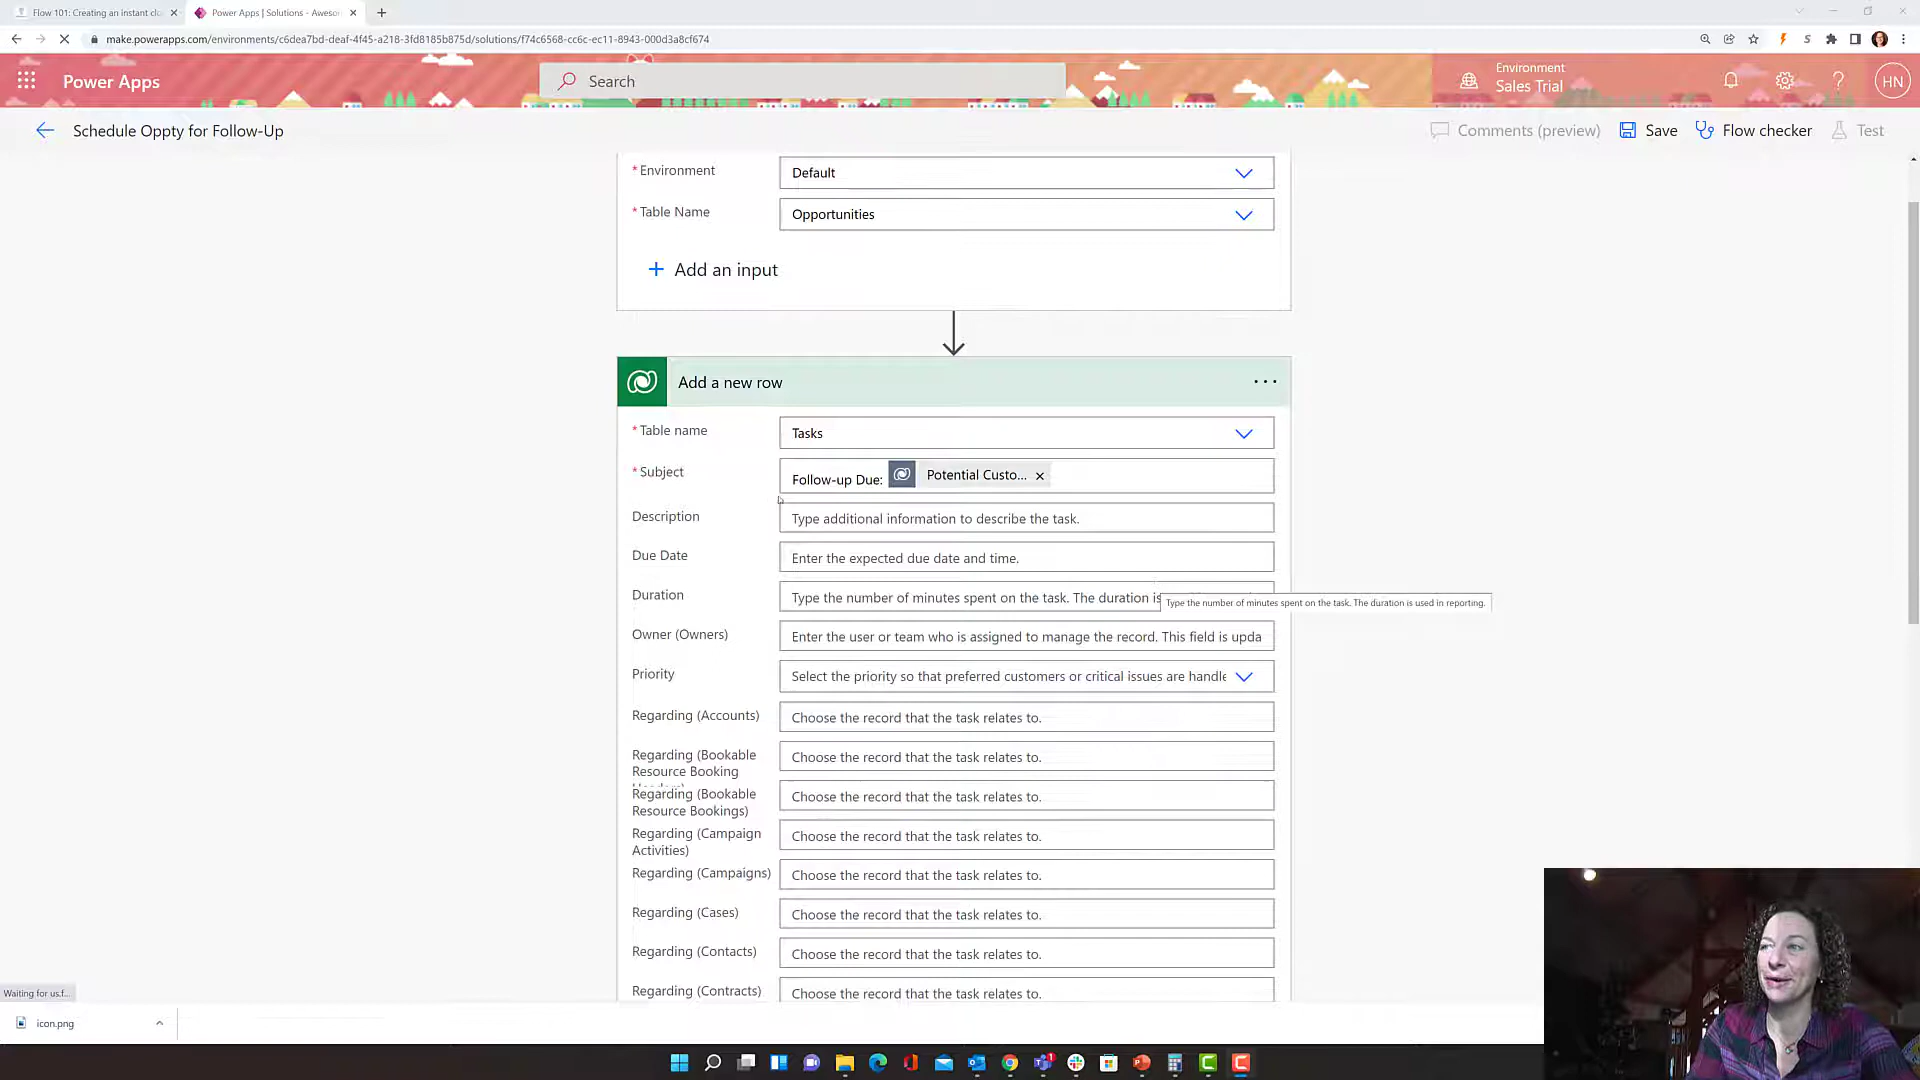 Flow 101: Creating an instant clo
Power Apps | Solutions - Aweso
make.powerapps.com/environments/c6dea7bd-deaf-4f45-a218-3fd8185b875d/solutions/f74c6568-cc6c-ec11-8943-000d3a8cf674
Power Apps
Search
Environment
Sales Trial
HN
Schedule Oppty for Follow-Up
Comments (preview)
Save
Flow checker
Test
* Environment
Default
* Table Name
Opportunities
Add an input
Add a new row
* Table name
Tasks
* Subject
Follow-up Due: Potential Custo...
Description
Type additional information to describe the task.
Due Date
Enter the expected due date and time.
Duration
Type the number of minutes spent on the task. The duration is
Type the number of minutes spent on the task. The duration is used in reporting.
Owner (Owners)
Enter the user or team who is assigned to manage the record. This field is upda
Priority
Select the priority so that preferred customers or critical issues are handle
Regarding (Accounts)
Choose the record that the task relates to.
Regarding (Bookable
Resource Booking
Choose the record that the task relates to.
Regarding (Bookable
Resource Bookings)
Choose the record that the task relates to.
Regarding (Campaign
Activities)
Choose the record that the task relates to.
Regarding (Campaigns)
Choose the record that the task relates to.
Regarding (Cases)
Choose the record that the task relates to.
Regarding (Contacts)
Choose the record that the task relates to.
Regarding (Contracts)
Choose the record that the task relates to.
Waiting for us.f...
icon.png